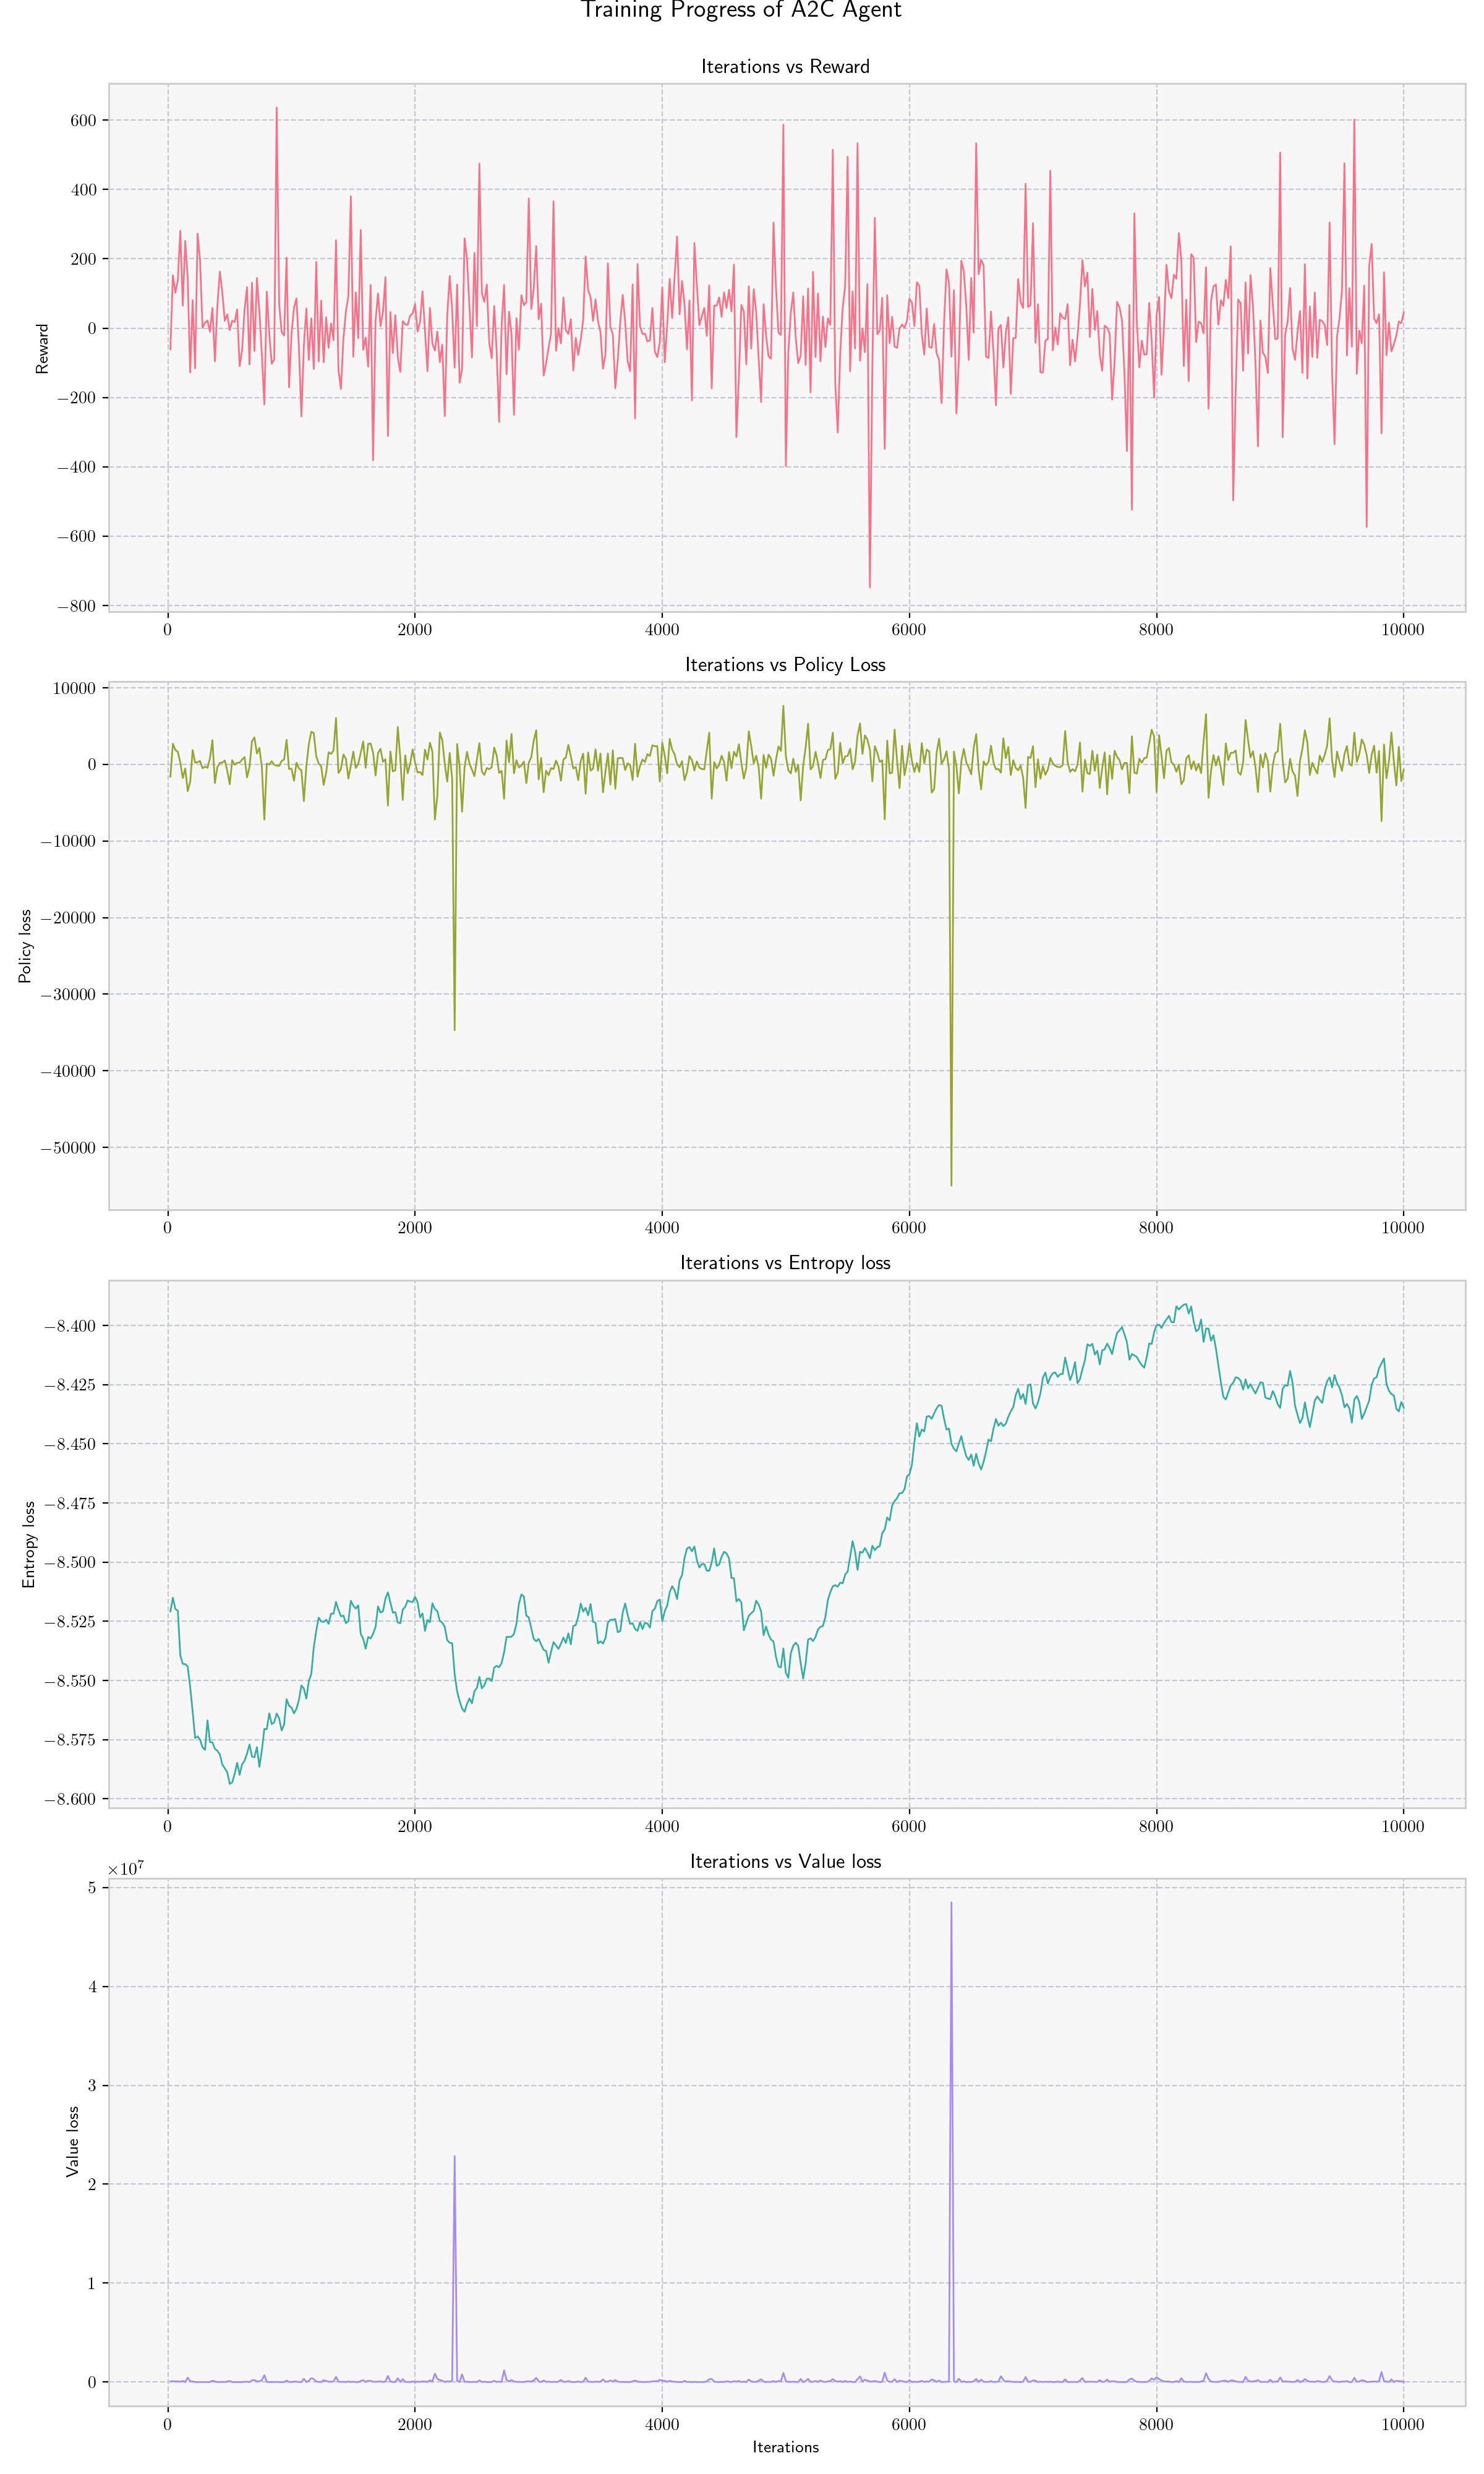 Training Progress of A2C Agent
Iterations vs Reward
Reward
600
400
200
0
−200
−400
−600
−800
0 2000 4000 6000 8000 10000
Iterations vs Policy Loss
Policy loss
10000
0
−10000
−20000
−30000
−40000
−50000
0 2000 4000 6000 8000 10000
Iterations vs Entropy loss
Entropy loss
−8.400
−8.425
−8.450
−8.475
−8.500
−8.525
−8.550
−8.575
−8.600
0 2000 4000 6000 8000 10000
Iterations vs Value loss
×10⁷
Value loss
5
4
3
2
1
0
0 2000 4000 6000 8000 10000
Iterations